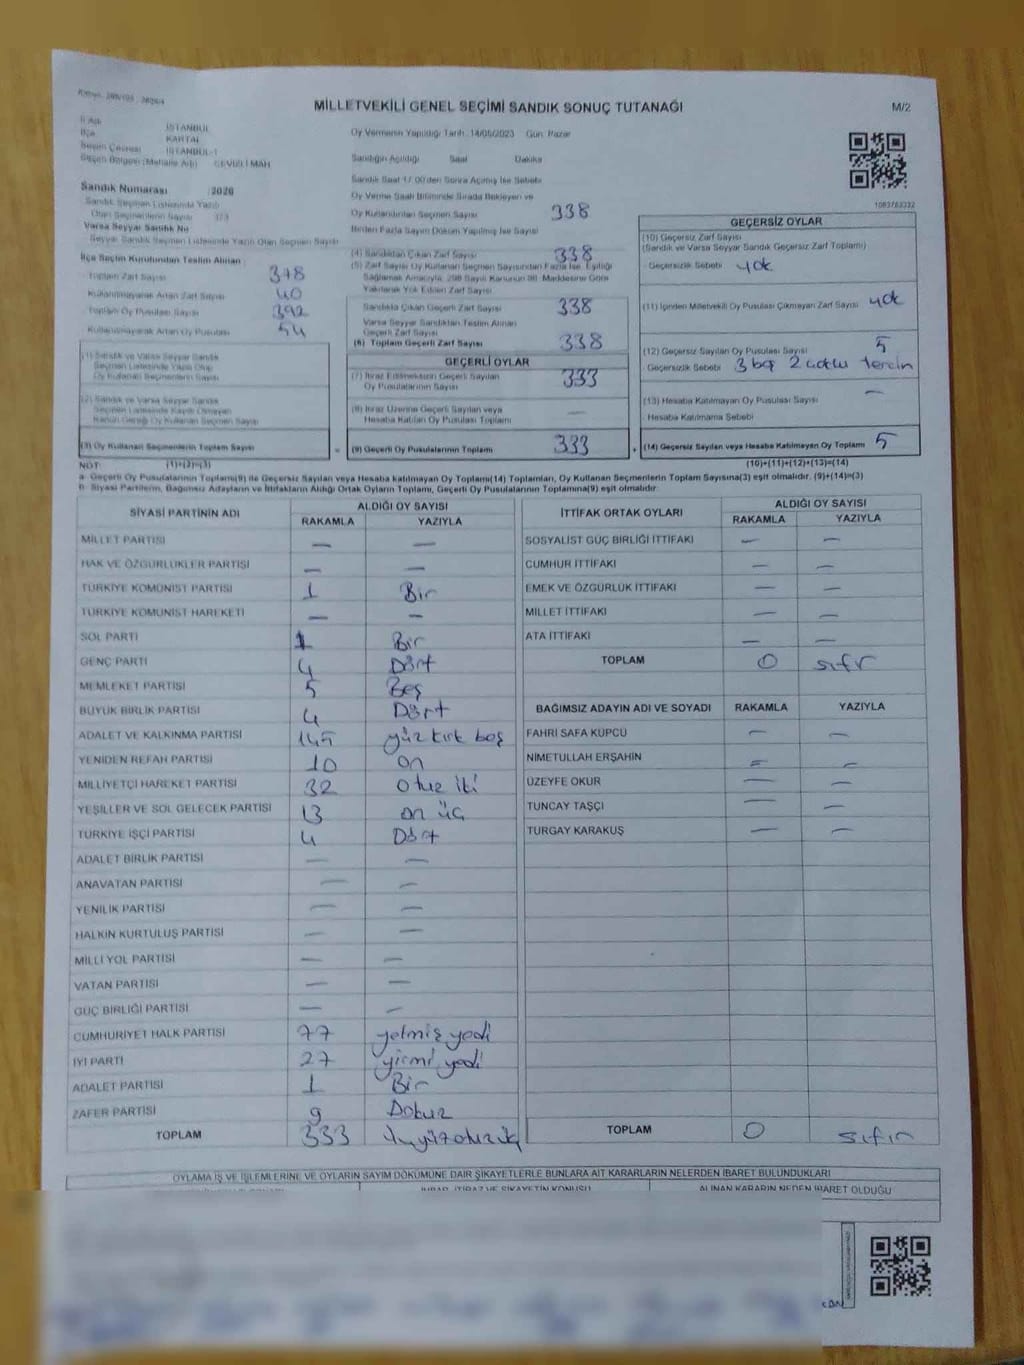 MİLLETVEKİLİ GENEL SEÇİMİ SANDIK SONUÇ TUTANAĞI
M/2
İl Adı İSTANBUL
İlçe KARTAL
Seçim Çevresi İSTANBUL-1
Seçim Bölgesi (Mahalle Adı) CEVİZLİ MAH
Sandık Numarası 2026
Sandık Seçmen Listesinde Yazılı
Olan Seçmenlerin Sayısı 373
Varsa Seyyar Sandık No
Seyyar Sandık Seçmen Listesinde Yazılı Olan Seçmen Sayısı
İlçe Seçim Kurulundan Teslim Alınan
Toplam Zarf Sayısı 378
Kullanılmayarak Artan Zarf Sayısı 40
Toplam Oy Pusulası Sayısı 392
Kullanılmayarak Artan Oy Pusulası 54
(1) Sandık ve Varsa Seyyar Sandık
Seçmen Listesinde Yazılı Olup
Oy Kullanan Seçmenlerin Sayısı
(2) Sandık ve Varsa Seyyar Sandık
Seçmen Listesinde Kaydı Olmayan
Kanun Gereği Oy Kullanan Seçmen Sayısı
(3) Oy Kullanan Seçmenlerin Toplam Sayısı =
Oy Vermenin Yapıldığı Tarih: 14/05/2023 Gün: Pazar
Sandığın Açıldığı Saat Dakika
Sandık Saat 17.00'den Sonra Açılmış İse Sebebi
Oy Verme Saati Bitiminde Sırada Bekleyen ve
Oy Kullandırılan Seçmen Sayısı 338
Birden Fazla Sayım Döküm Yapılmış İse Sayısı
(4) Sandıktan Çıkan Zarf Sayısı 338
(5) Zarf Sayısı Oy Kullanan Seçmen Sayısından Fazla İse, Eşitliği
Sağlamak Amacıyla, 298 Sayılı Kanunun 98. Maddesine Göre
Yakılarak Yok Edilen Zarf Sayısı
Sandıkta Çıkan Geçerli Zarf Sayısı 338
Varsa Seyyar Sandıktan Teslim Alınan
Geçerli Zarf Sayısı
(6) Toplam Geçerli Zarf Sayısı 338
GEÇERLİ OYLAR
(7) İtiraz Edilmeksizin Geçerli Sayılan
Oy Pusulalarının Sayısı 333
(8) İtiraz Üzerine Geçerli Sayılan veya
Hesaba Katılan Oy Pusulası Toplamı —
(9) Geçerli Oy Pusulalarının Toplamı 333 +
1083783332
GEÇERSİZ OYLAR
(10) Geçersiz Zarf Sayısı
(Sandık ve Varsa Seyyar Sandık Geçersiz Zarf Toplamı)
Geçersizlik Sebebi yok
(11) İçinden Milletvekili Oy Pusulası Çıkmayan Zarf Sayısı yok
(12) Geçersiz Sayılan Oy Pusulası Sayısı 5
Geçersizlik Sebebi 3 boş 2 tercih
(13) Hesaba Katılmayan Oy Pusulası Sayısı —
Hesaba Katılmama Sebebi
(14) Geçersiz Sayılan veya Hesaba Katılmayan Oy Toplamı 5
NOT: (1)+(2)=(3) (10)+(11)+(12)+(13)=(14)
a- Geçerli Oy Pusulalarının Toplamı(9) ile Geçersiz Sayılan veya Hesaba katılmayan Oy Toplamı(14) Toplamları, Oy Kullanan Seçmenlerin Toplam Sayısına(3) eşit olmalıdır. (9)+(14)=(3)
b- Siyasi Partilerin, Bağımsız Adayların ve İttifakların Aldığı Ortak Oyların Toplamı, Geçerli Oy Pusulalarının Toplamına(9) eşit olmalıdır.
SİYASİ PARTİNİN ADI ALDIĞI OY SAYISI
RAKAMLA YAZIYLA
MİLLET PARTİSİ — —
HAK VE ÖZGÜRLÜKLER PARTİSİ — —
TÜRKİYE KOMÜNİST PARTİSİ 1 Bir
TÜRKİYE KOMÜNİST HAREKETİ — —
SOL PARTİ 1 Bir
GENÇ PARTİ 4 Dört
MEMLEKET PARTİSİ 5 Beş
BÜYÜK BİRLİK PARTİSİ 4 Dört
ADALET VE KALKINMA PARTİSİ 145 yüz kırk beş
YENİDEN REFAH PARTİSİ 10 on
MİLLİYETÇİ HAREKET PARTİSİ 32 otuz iki
YEŞİLLER VE SOL GELECEK PARTİSİ 13 on üç
TÜRKİYE İŞÇİ PARTİSİ 4 Dört
ADALET BİRLİK PARTİSİ — —
ANAVATAN PARTİSİ — —
YENİLİK PARTİSİ — —
HALKIN KURTULUŞ PARTİSİ — —
MİLLİ YOL PARTİSİ — —
VATAN PARTİSİ — —
GÜÇ BİRLİĞİ PARTİSİ — —
CUMHURİYET HALK PARTİSİ 77 yetmiş yedi
İYİ PARTİ 27 yirmi yedi
ADALET PARTİSİ 1 Bir
ZAFER PARTİSİ 9 Dokuz
TOPLAM 333 üçyüzotuzüç
İTTİFAK ORTAK OYLARI ALDIĞI OY SAYISI
RAKAMLA YAZIYLA
SOSYALİST GÜÇ BİRLİĞİ İTTİFAKI — —
CUMHUR İTTİFAKI — —
EMEK VE ÖZGÜRLÜK İTTİFAKI — —
MİLLET İTTİFAKI — —
ATA İTTİFAKI — —
TOPLAM 0 sıfır
BAĞIMSIZ ADAYIN ADI VE SOYADI RAKAMLA YAZIYLA
FAHRİ SAFA KÜPCÜ — —
NİMETULLAH ERŞAHİN — —
ÜZEYFE OKUR — —
TUNCAY TAŞÇI — —
TURGAY KARAKUŞ — —
TOPLAM 0 sıfır
OYLAMA İŞ VE İŞLEMLERİNE VE OYLARIN SAYIM DÖKÜMÜNE DAİR ŞİKAYETLERLE BUNLARA AİT KARARLARIN NELERDEN İBARET BULUNDUKLARI
İHBAR, İTİRAZ VE ŞİKAYETİN KONUSU ALINAN KARARIN NEDEN İBARET OLDUĞU